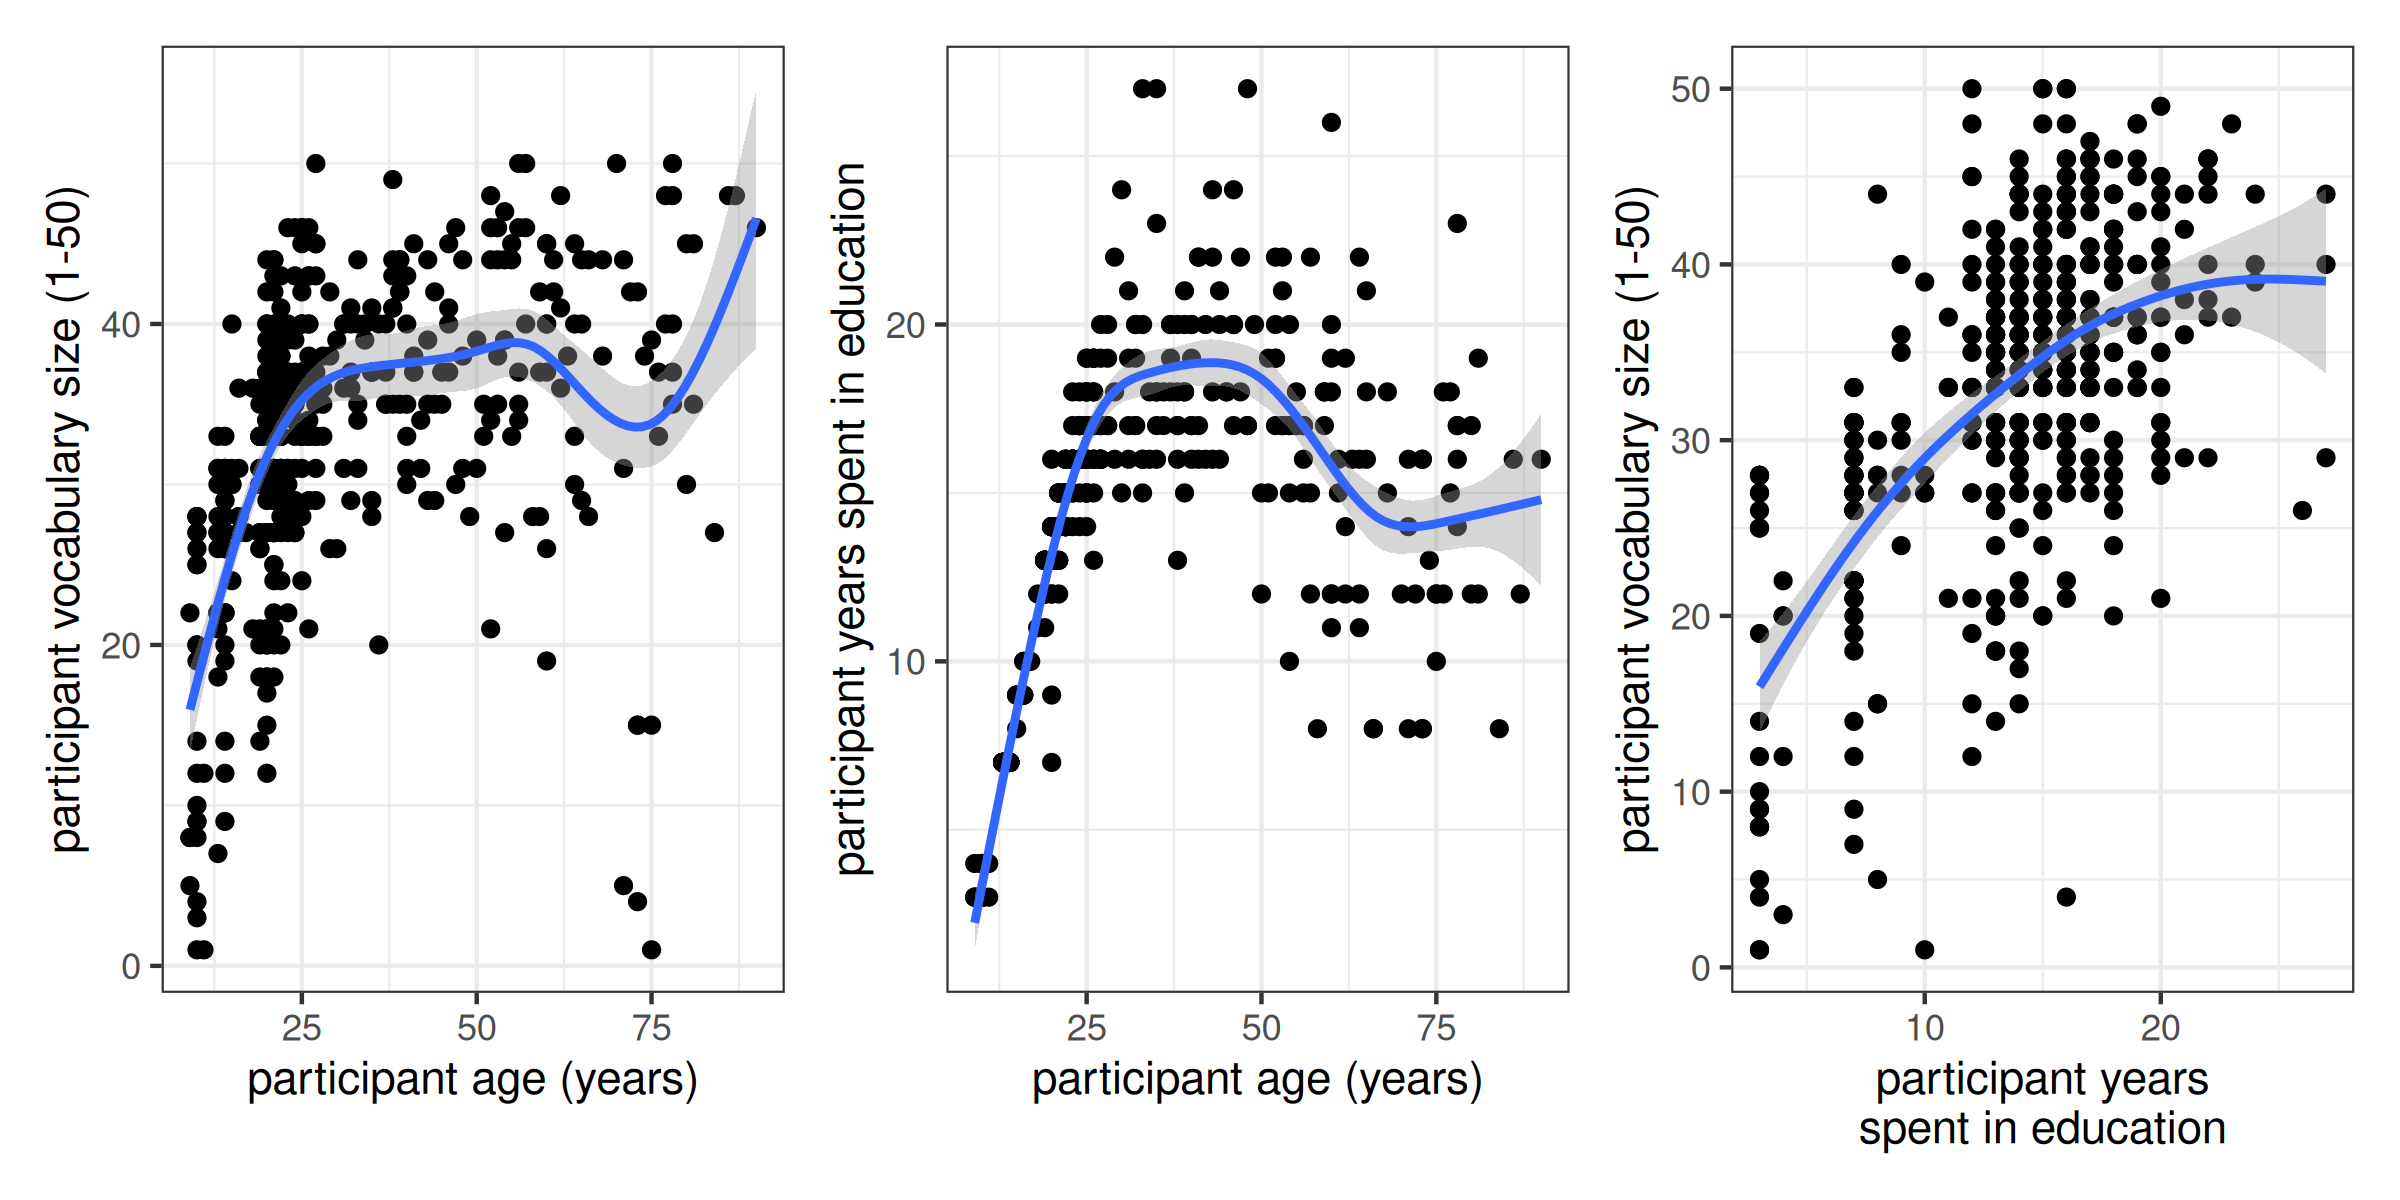 participant vocabulary size (1-50)
40
20
0
25
50
75
participant age (years)
participant years spent in education
20
10
25
50
75
participant age (years)
participant vocabulary size (1-50)
50
40
30
20
10
0
10
20
participant years
spent in education